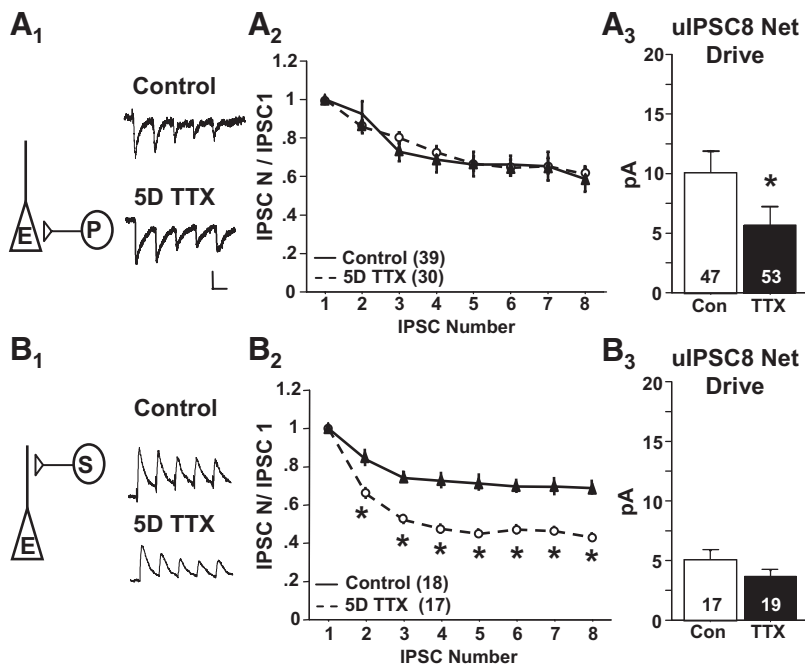 A1
Control
5D TTX
E
P
A2
IPSC N / IPSC1
1.2
1
.8
.6
.4
.2
0
Control (39)
5D TTX (30)
1 2 3 4 5 6 7 8
IPSC Number
A3
uIPSC8 Net
Drive
pA
20
15
10
5
0
47
53
*
Con
TTX
B1
Control
5D TTX
S
E
B2
IPSC N/ IPSC 1
1.2
1
.8
.6
.4
.2
0
* * * * * * *
Control (18)
5D TTX (17)
1 2 3 4 5 6 7 8
IPSC Number
B3
uIPSC8 Net
Drive
pA
20
15
10
5
0
17
19
Con
TTX